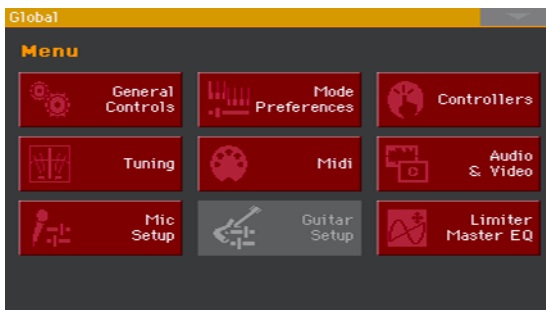 Global
Menu
General
Controls
Mode
Preferences
Controllers
Tuning
Midi
Audio
& Video
Mic
Setup
Guitar
Setup
Limiter
Master EQ